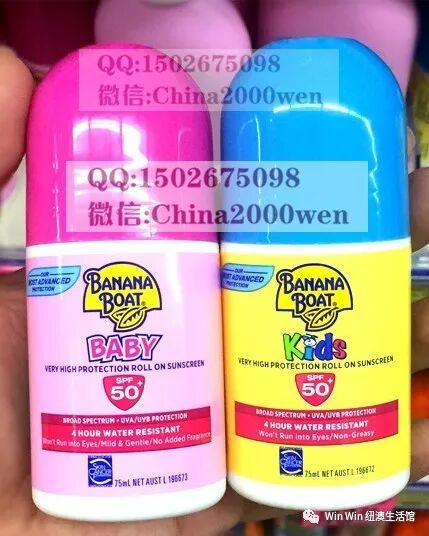 QQ:1502675098
微信:China2000wen
QQ:1502675098
微信:China2000wen
OUR
MOST ADVANCED
PROTECTION
BANANA
BOAT
BABY
VERY HIGH PROTECTION ROLL ON SUNSCREEN
SPF
50+
BROAD SPECTRUM • UVA/UVB PROTECTION
4 HOUR WATER RESISTANT
Won't Run into Eyes/Mild & Gentle/No Added Fragrance
75mL NET AUST L 196673
OUR
MOST ADVANCED
PROTECTION
BANANA
BOAT
Kids
VERY HIGH PROTECTION ROLL ON SUNSCREEN
SPF
50+
BROAD SPECTRUM • UVA/UVB PROTECTION
4 HOUR WATER RESISTANT
Won't Run into Eyes/Non-Greasy
75mL NET AUST L 196672
Win Win 纽澳生活馆